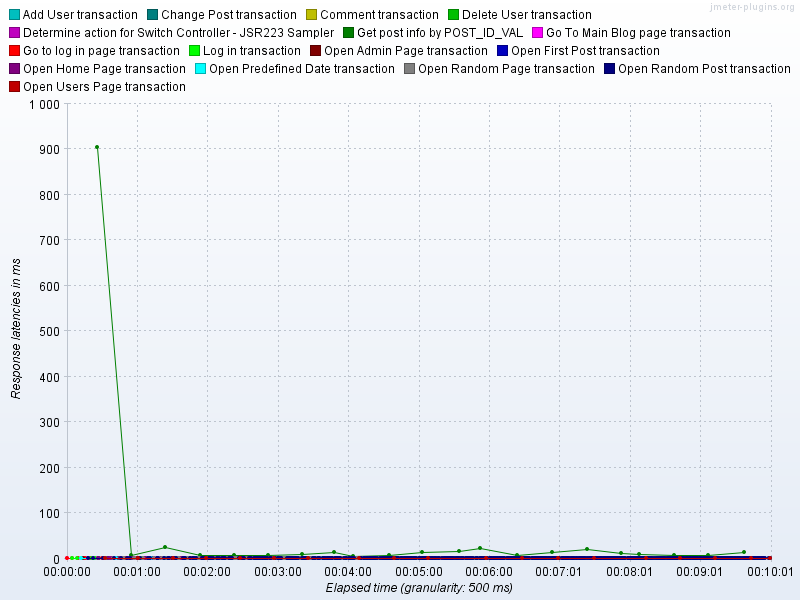 jmeter-plugins.org
Add User transaction Change Post transaction Comment transaction Delete User transaction
Determine action for Switch Controller - JSR223 Sampler Get post info by POST_ID_VAL Go To Main Blog page transaction
Go to log in page transaction Log in transaction Open Admin Page transaction Open First Post transaction
Open Home Page transaction Open Predefined Date transaction Open Random Page transaction Open Random Post transaction
Open Users Page transaction
1 000
900
800
700
600
500
400
300
200
100
0
Response latencies in ms
00:00:00 00:01:00 00:02:00 00:03:00 00:04:00 00:05:00 00:06:00 00:07:01 00:08:01 00:09:01 00:10:01
Elapsed time (granularity: 500 ms)